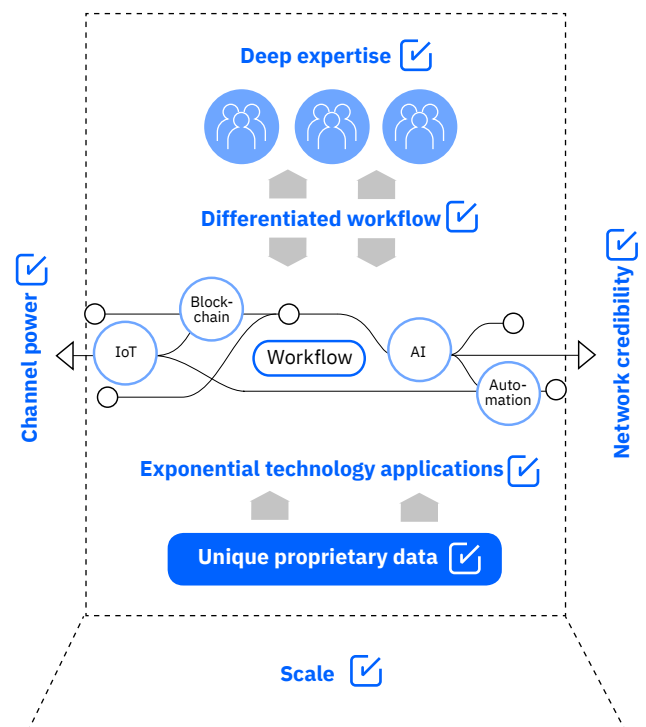 Deep expertise
Differentiated workflow
Channel power
Network credibility
Block-
chain
IoT
Workflow
AI
Auto-
mation
Exponential technology applications
Unique proprietary data
Scale